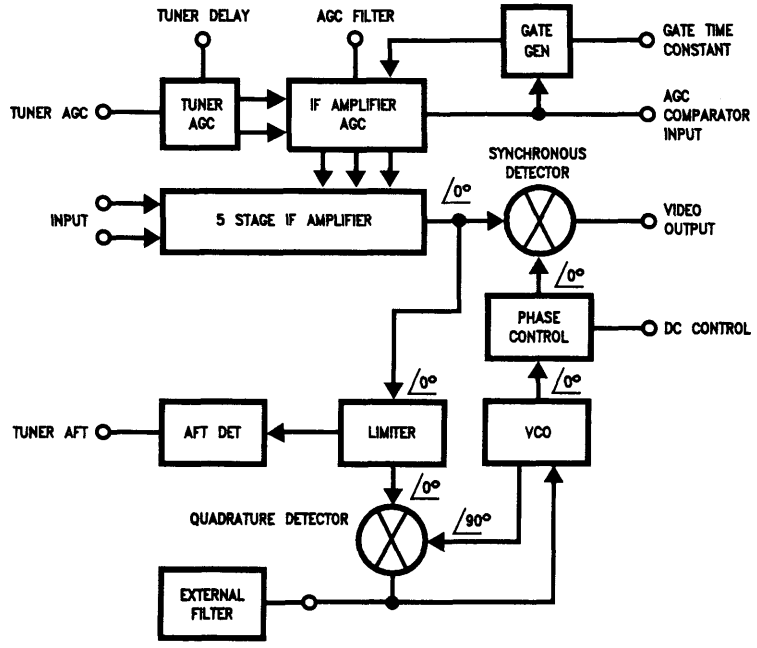 TUNER DELAY
AGC FILTER
GATE
GEN
GATE TIME
CONSTANT
TUNER AGC
TUNER
AGC
IF AMPLIFIER
AGC
AGC
COMPARATOR
INPUT
SYNCHRONOUS
DETECTOR
INPUT
5 STAGE IF AMPLIFIER
∠0°
VIDEO
OUTPUT
∠0°
PHASE
CONTROL
DC CONTROL
∠0°
∠0°
TUNER AFT
AFT DET
LIMITER
VCO
∠0°
QUADRATURE DETECTOR
∠90°
EXTERNAL
FILTER